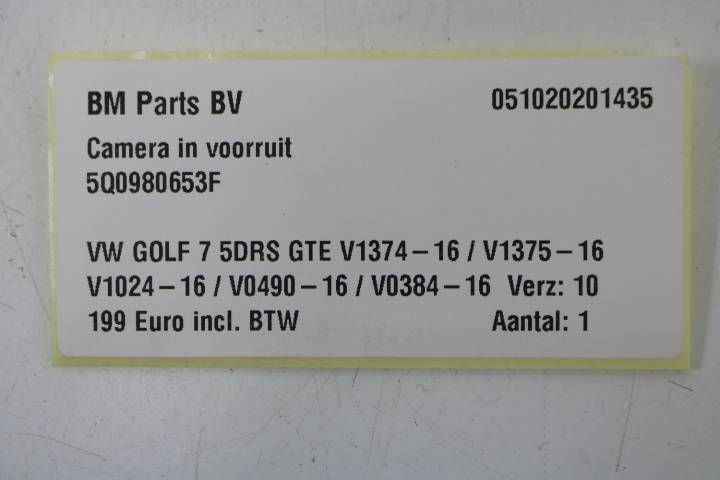 BM Parts BV 051020201435
Camera in voorruit
5Q0980653F
VW GOLF 7 5DRS GTE V1374-16 / V1375-16
V1024-16 / V0490-16 / V0384-16 Verz: 10
199 Euro incl. BTW Aantal: 1